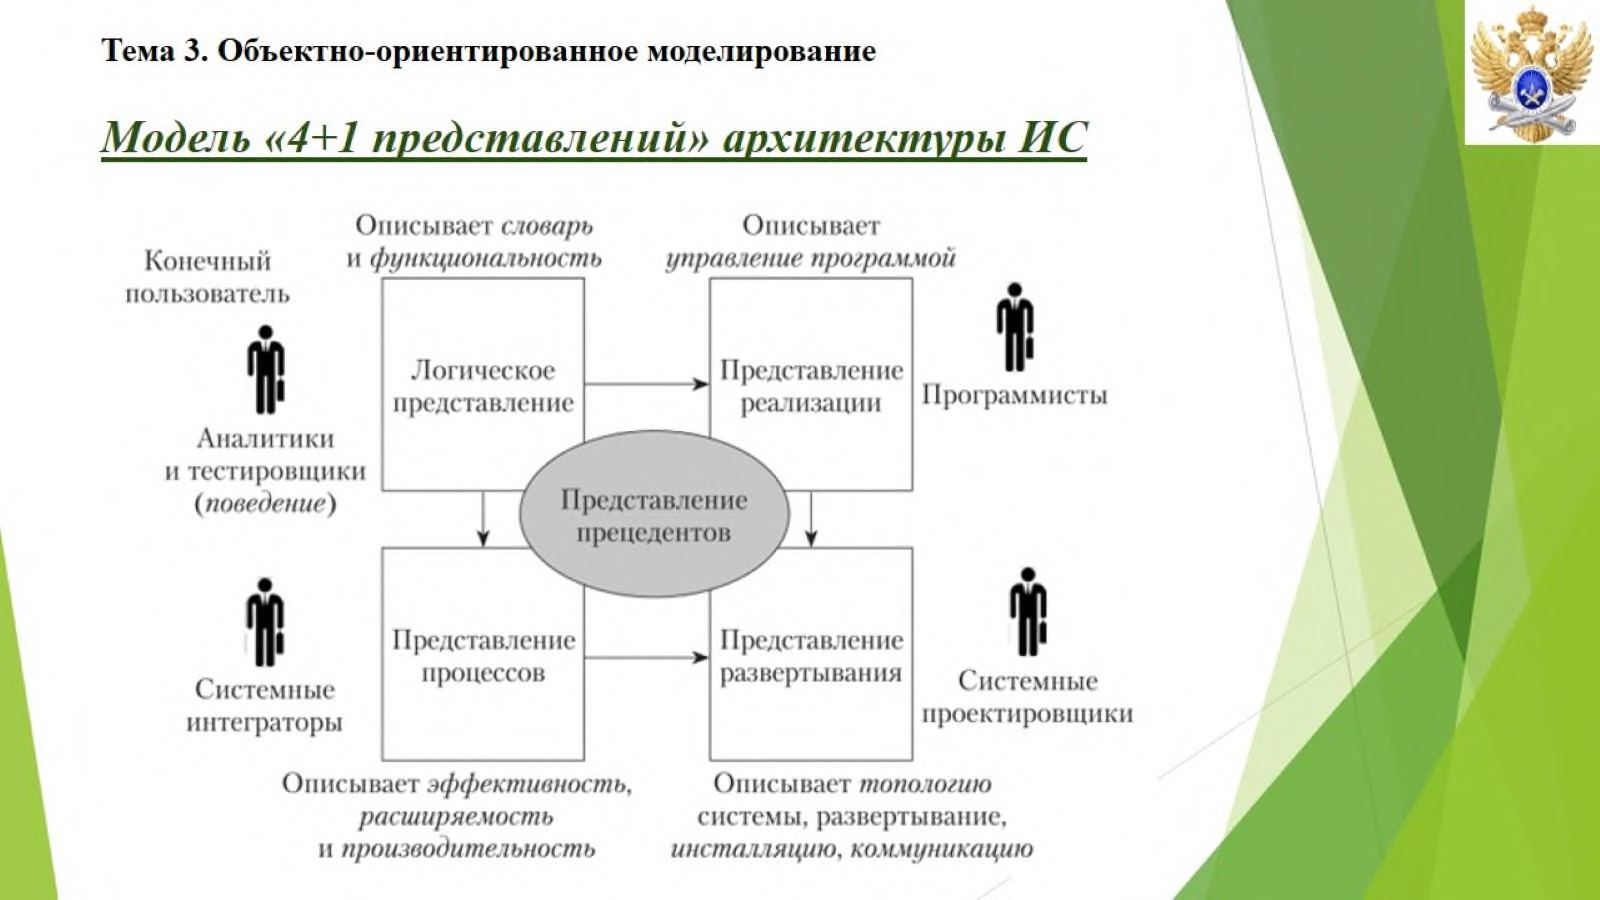 Тема 3. Объектно-ориентированное моделирование
Модель «4+1 представлений» архитектуры ИС
Описывает словарь
и функциональность
Описывает
управление программой
Конечный
пользователь
Логическое
представление
Представление
реализации
Программисты
Аналитики
и тестировщики
(поведение)
Представление
прецедентов
Представление
процессов
Представление
развертывания
Системные
интеграторы
Системные
проектировщики
Описывает эффективность,
расширяемость
и производительность
Описывает топологию
системы, развертывание,
инсталляцию, коммуникацию